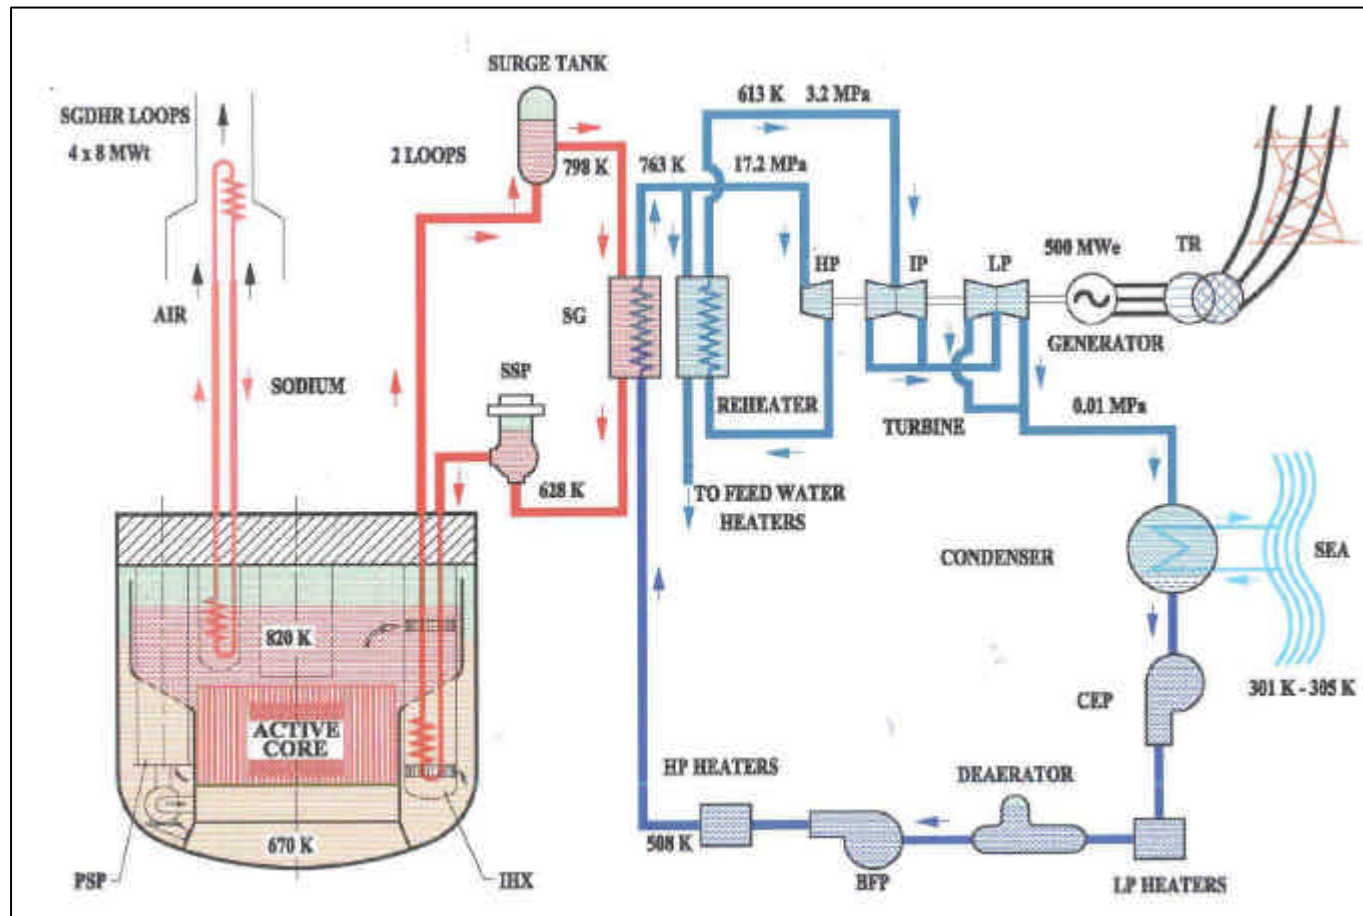 SURGE TANK
SGDHR LOOPS
4 x 8 MWt
2 LOOPS
613 K 3.2 MPa
798 K
763 K
17.2 MPa
HP
IP
LP
500 MWe
TR
AIR
SG
GENERATOR
SODIUM
SSP
REHEATER
TURBINE
0.01 MPa
628 K
TO FEED WATER
HEATERS
CONDENSER
SEA
820 K
301 K - 305 K
CEP
ACTIVE
CORE
HP HEATERS
DEAERATOR
508 K
670 K
PSP
IHX
BFP
LP HEATERS